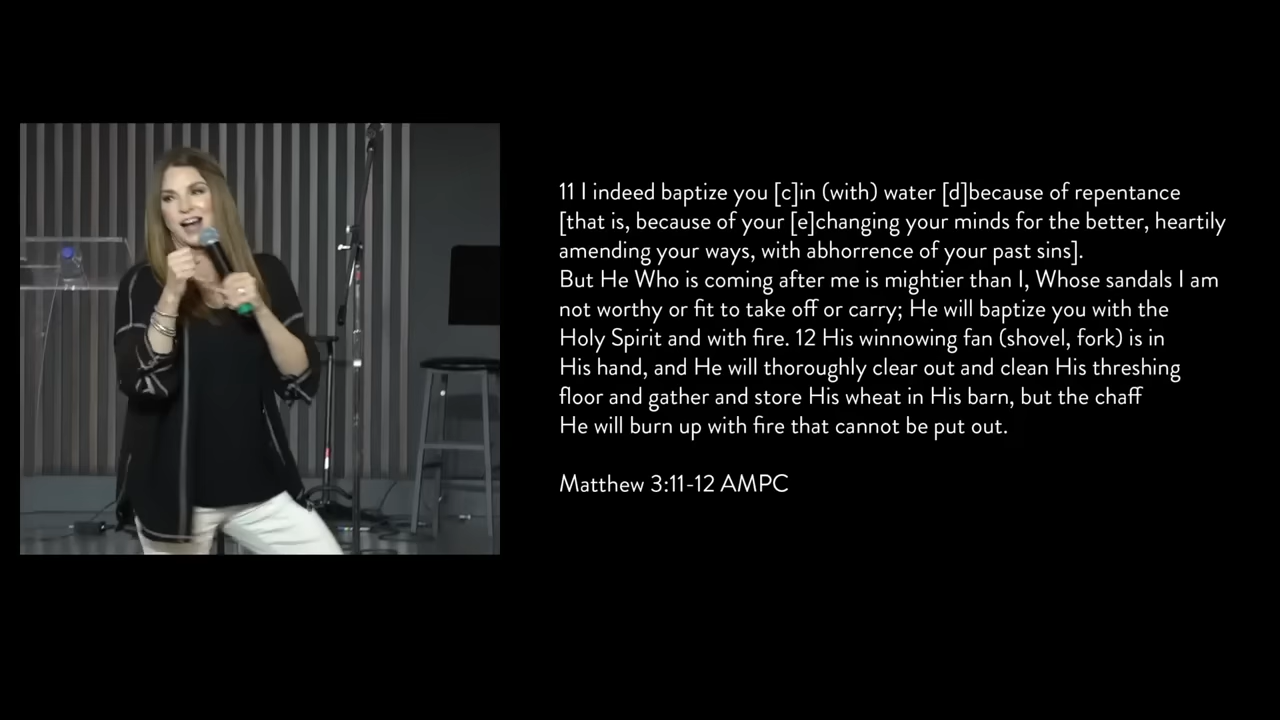 11 I indeed baptize you [c]in (with) water [d]because of repentance
[that is, because of your [e]changing your minds for the better, heartily
amending your ways, with abhorrence of your past sins].
But He Who is coming after me is mightier than I, Whose sandals I am
not worthy or fit to take off or carry; He will baptize you with the
Holy Spirit and with fire. 12 His winnowing fan (shovel, fork) is in
His hand, and He will thoroughly clear out and clean His threshing
floor and gather and store His wheat in His barn, but the chaff
He will burn up with fire that cannot be put out.
Matthew 3:11-12 AMPC